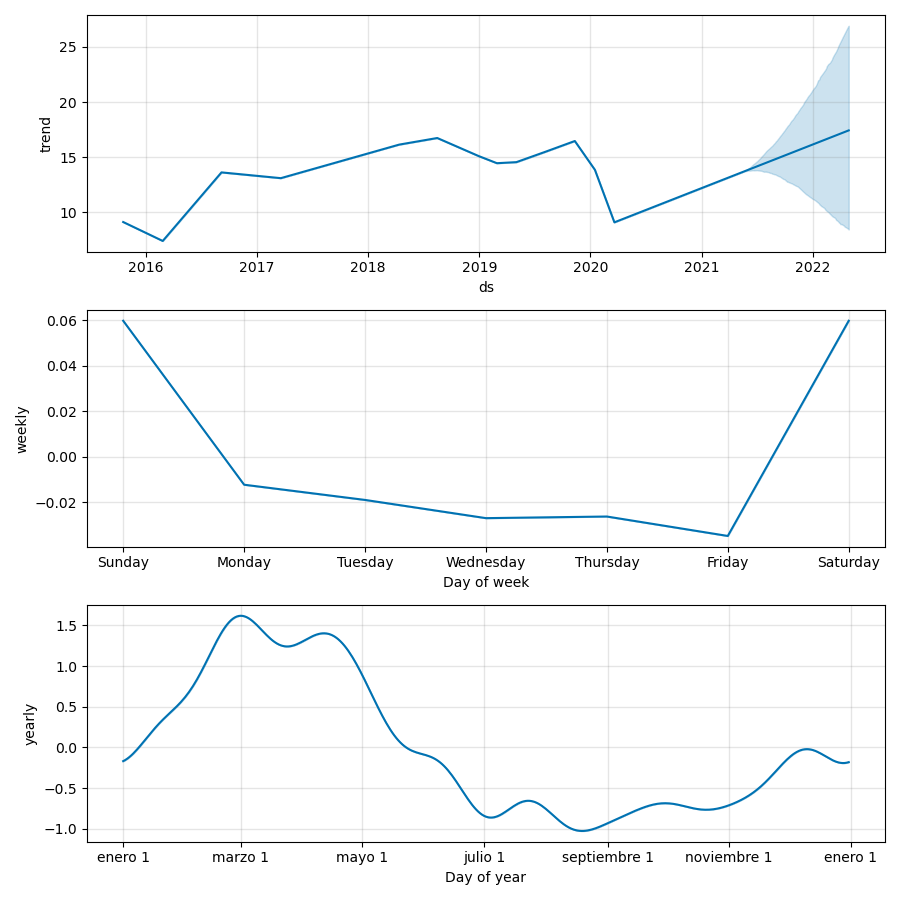 25
20
15
10
trend
2016 2017 2018 2019 2020 2021 2022
ds
0.06
0.04
0.02
0.00
−0.02
weekly
Sunday Monday Tuesday Wednesday Thursday Friday Saturday
Day of week
1.5
1.0
0.5
0.0
−0.5
−1.0
yearly
enero 1 marzo 1 mayo 1 julio 1 septiembre 1 noviembre 1 enero 1
Day of year